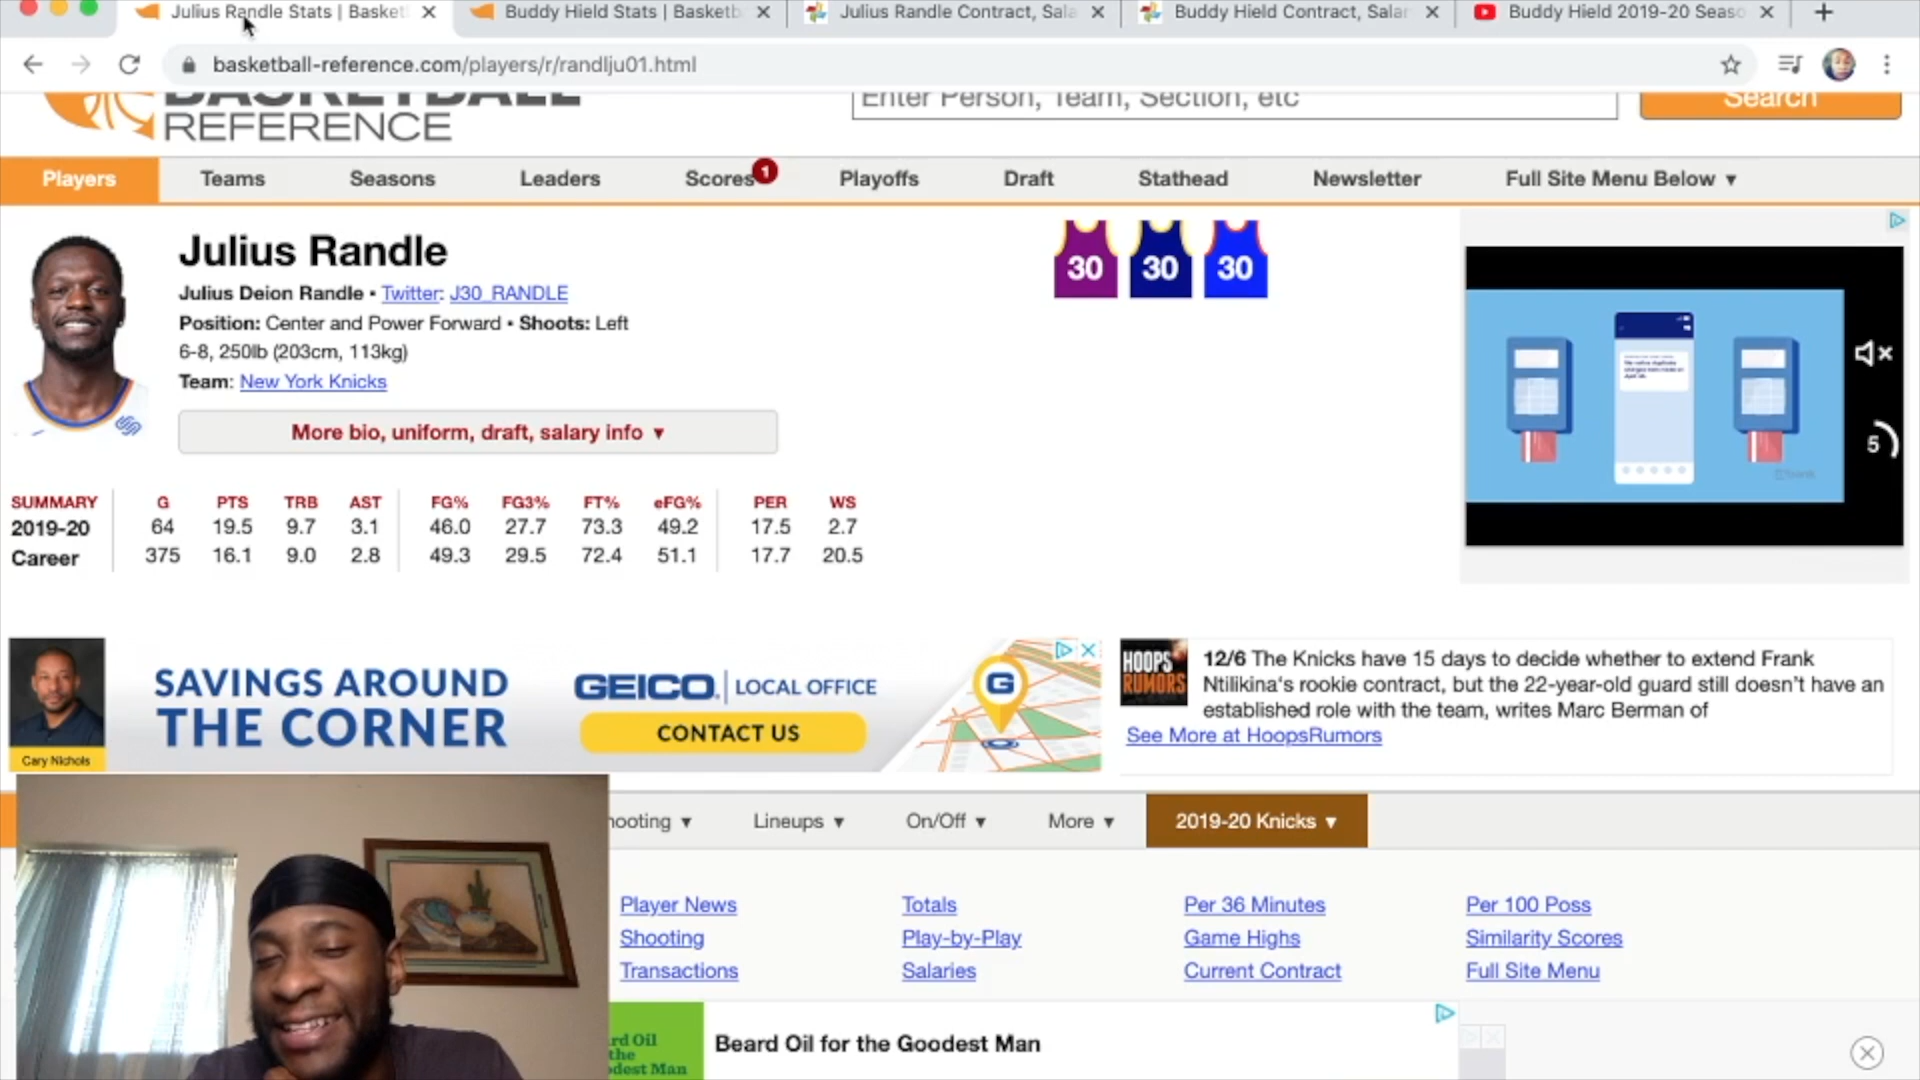 Julius Randle Stats | Basket
Buddy Hield Stats | Basketb
Julius Randle Contract, Sala
Buddy Hield Contract, Salar
Buddy Hield 2019-20 Seaso
basketball-reference.com/players/r/randlju01.html
BASKETBALL
REFERENCE
Enter Person, Team, Section, etc
Search
Players
Teams
Seasons
Leaders
Scores 1
Playoffs
Draft
Stathead
Newsletter
Full Site Menu Below ▼
Julius Randle
Julius Deion Randle • Twitter: J30_RANDLE
Position: Center and Power Forward • Shoots: Left
6-8, 250lb (203cm, 113kg)
Team: New York Knicks
More bio, uniform, draft, salary info ▼
30 30 30
5
SUMMARY G PTS TRB AST FG% FG3% FT% eFG% PER WS
2019-20 64 19.5 9.7 3.1 46.0 27.7 73.3 49.2 17.5 2.7
Career 375 16.1 9.0 2.8 49.3 29.5 72.4 51.1 17.7 20.5
Cary Nichols
SAVINGS AROUND
THE CORNER
GEICO. | LOCAL OFFICE
CONTACT US
G
HOOPS
RUMORS
12/6 The Knicks have 15 days to decide whether to extend Frank
Ntilikina's rookie contract, but the 22-year-old guard still doesn't have an
established role with the team, writes Marc Berman of
See More at HoopsRumors
hooting ▼
Lineups ▼
On/Off ▼
More ▼
2019-20 Knicks ▼
Player News
Totals
Per 36 Minutes
Per 100 Poss
Shooting
Play-by-Play
Game Highs
Similarity Scores
Transactions
Salaries
Current Contract
Full Site Menu
rd Oil
the
odest Man
Beard Oil for the Goodest Man